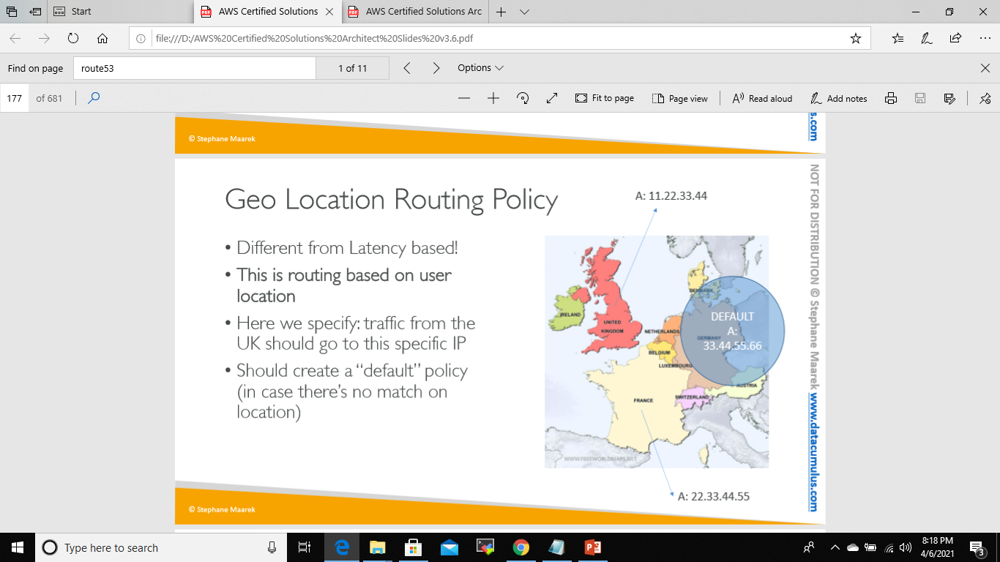 Start
AWS Certified Solutions
AWS Certified Solutions Arc
file:///D:/AWS%20Certified%20Solutions%20Architect%20Slides%20v3.6.pdf
Find on page
route53
1 of 11
Options
177
of 681
Fit to page
Page view
Read aloud
Add notes
s.com
© Stephane Maarek
Geo Location Routing Policy
• Different from Latency based!
• This is routing based on user
location
• Here we specify: traffic from the
UK should go to this specific IP
• Should create a “default” policy
(in case there’s no match on
location)
A: 11.22.33.44
DENMARK
IRELAND
UNITED
KINGDOM
NETHERLANDS
GERMANY
DEFAULT
A:
33.44.55.66
BELGIUM
LUXEMBOURG
AUSTRIA
FRANCE
SWITZERLAND
WWW.FREEWORLDMAPS.NET
A: 22.33.44.55
NOT FOR DISTRIBUTION © Stephane Maarek www.datacumulus.com
© Stephane Maarek
Type here to search
8:18 PM
4/6/2021
3